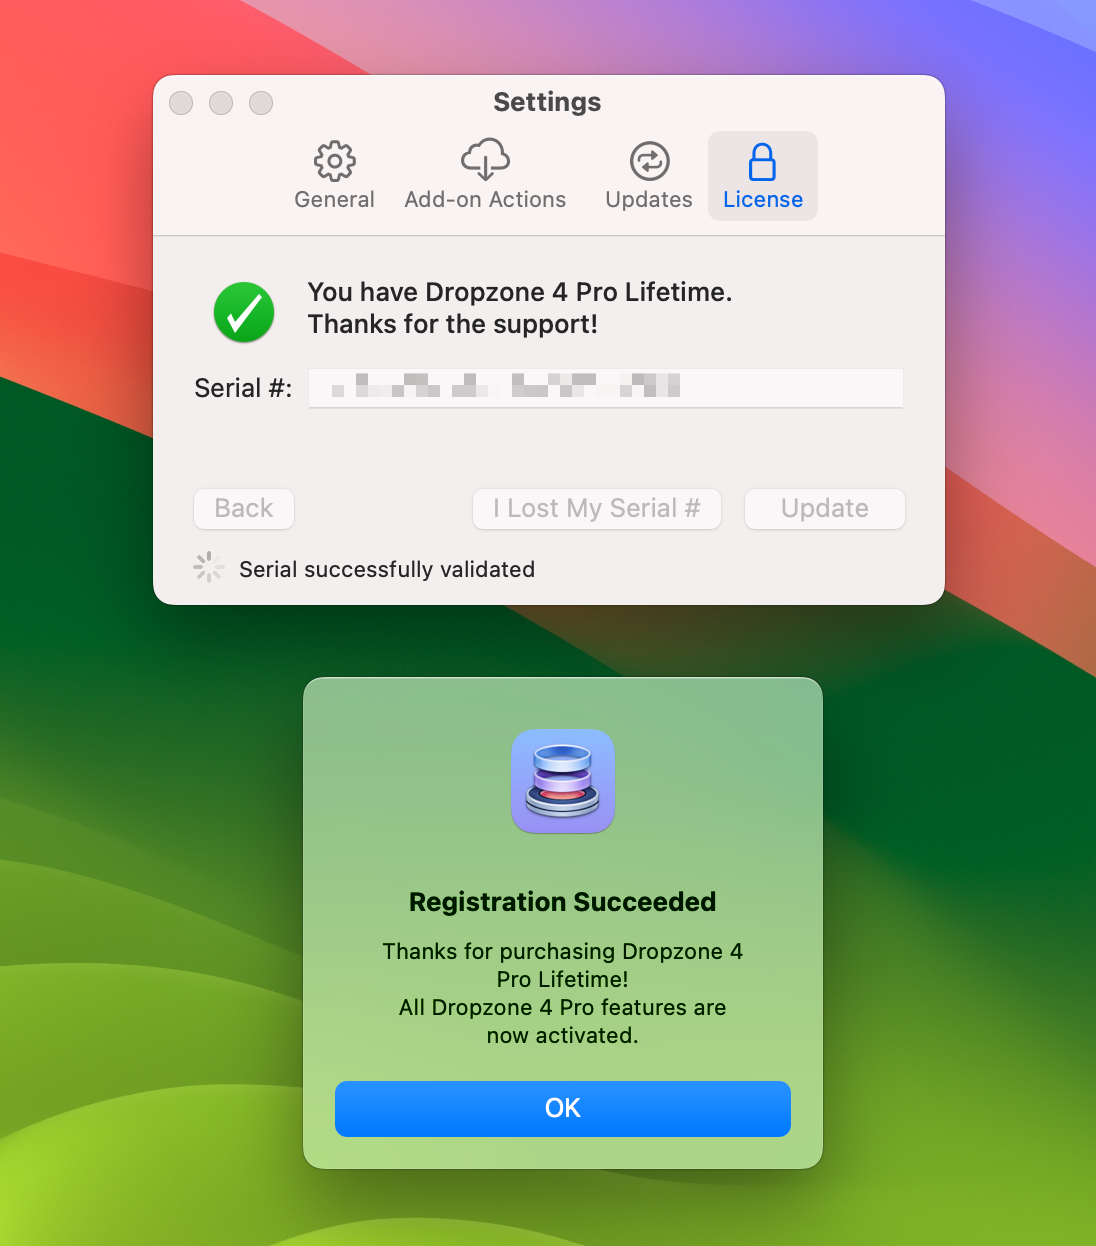 Settings
General
Add-on Actions
Updates
License
You have Dropzone 4 Pro Lifetime.
Thanks for the support!
Serial #:
Back
I Lost My Serial #
Update
Serial successfully validated
Registration Succeeded
Thanks for purchasing Dropzone 4
Pro Lifetime!
All Dropzone 4 Pro features are
now activated.
OK